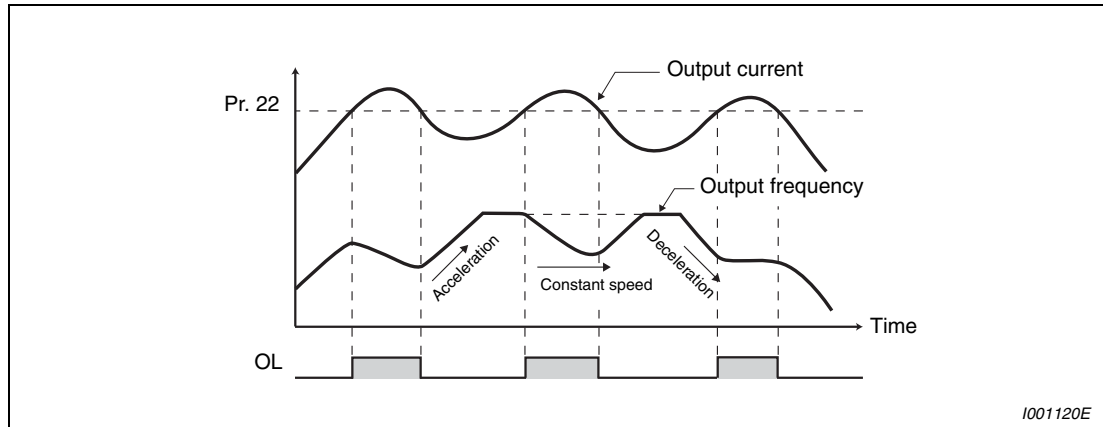 Output current
Pr. 22
Output frequency
Acceleration
Constant speed
Deceleration
Time
OL
I001120E